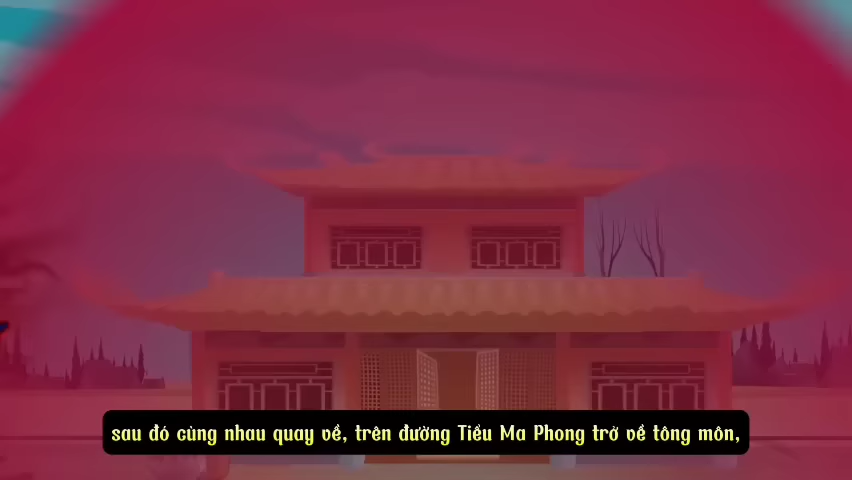 sau đó cùng nhau quay về, trên đường Tiểu Ma Phong trở về tông môn,